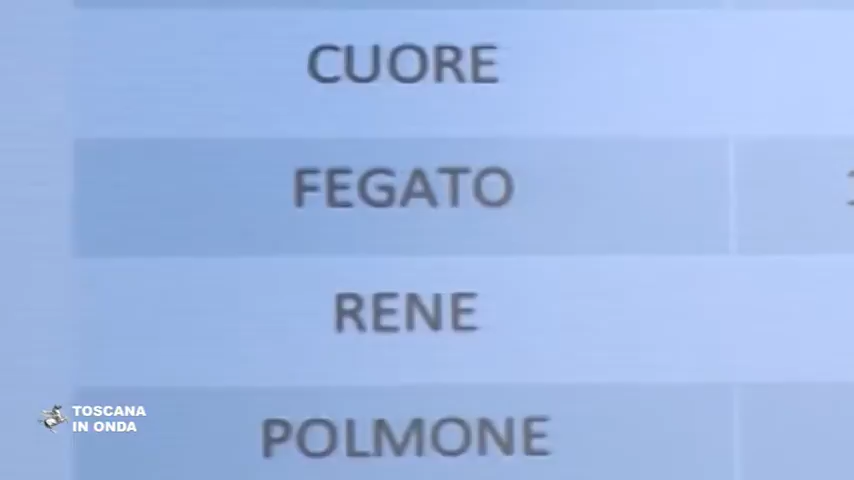 CUORE
FEGATO
RENE
POLMONE
TOSCANA
IN ONDA